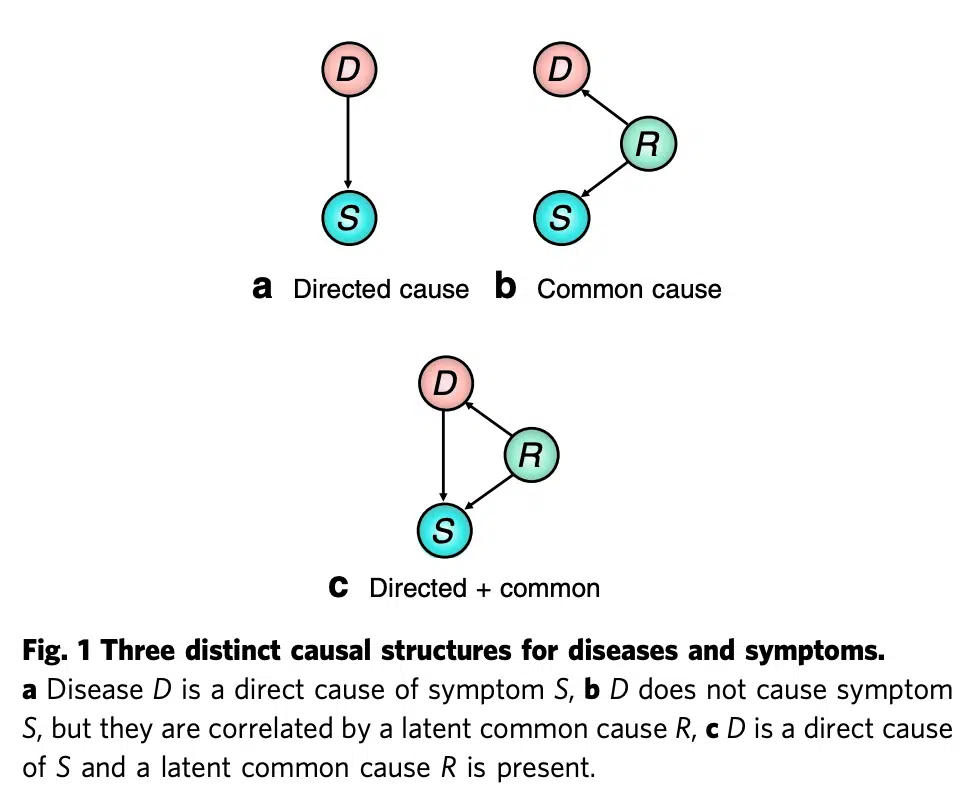 D
D
R
S
S
a Directed cause b Common cause
D
R
S
c Directed + common
Fig. 1 Three distinct causal structures for diseases and symptoms.
a Disease D is a direct cause of symptom S, b D does not cause symptom
S, but they are correlated by a latent common cause R, c D is a direct cause
of S and a latent common cause R is present.